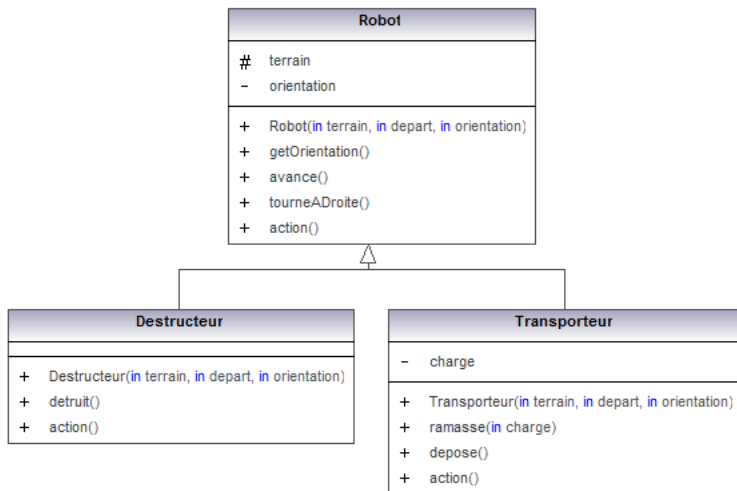 Robot
# terrain
- orientation
+ Robot(in terrain, in depart, in orientation)
+ getOrientation()
+ avance()
+ tourneADroite()
+ action()
Destructeur
+ Destructeur(in terrain, in depart, in orientation)
+ detruit()
+ action()
Transporteur
- charge
+ Transporteur(in terrain, in depart, in orientation)
+ ramasse(in charge)
+ depose()
+ action()